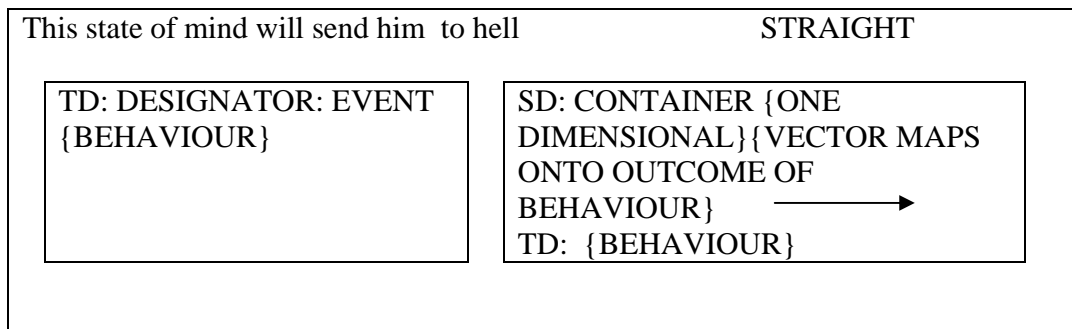 This state of mind will send him  to hell STRAIGHT
TD: DESIGNATOR: EVENT
{BEHAVIOUR}
SD: CONTAINER {ONE
DIMENSIONAL}{VECTOR MAPS
ONTO OUTCOME OF
BEHAVIOUR}
TD:  {BEHAVIOUR}